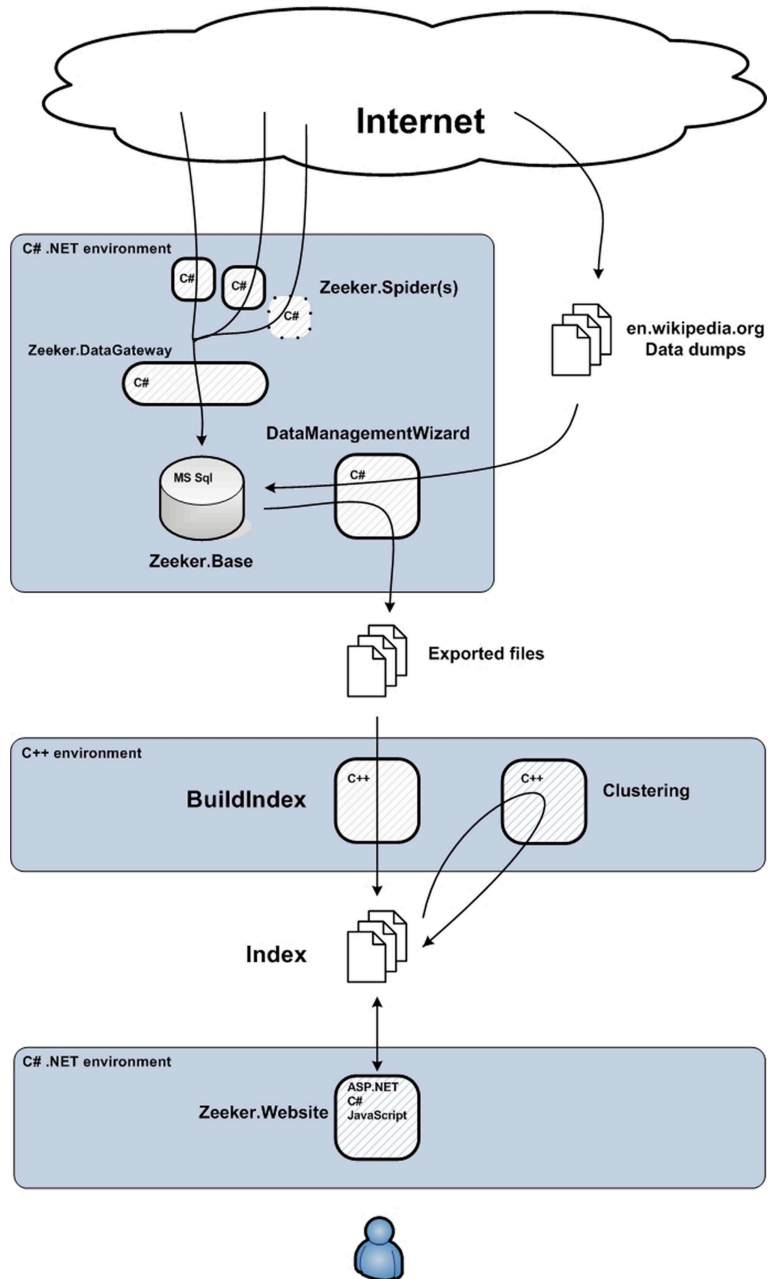 Internet
C# .NET environment
C#
C#
C#
Zeeker.Spider(s)
Zeeker.DataGateway
C#
en.wikipedia.org
Data dumps
DataManagementWizard
MS Sql
C#
Zeeker.Base
Exported files
C++ environment
C++
C++
BuildIndex
Clustering
Index
C# .NET environment
Zeeker.Website
ASP.NET
C#
JavaScript